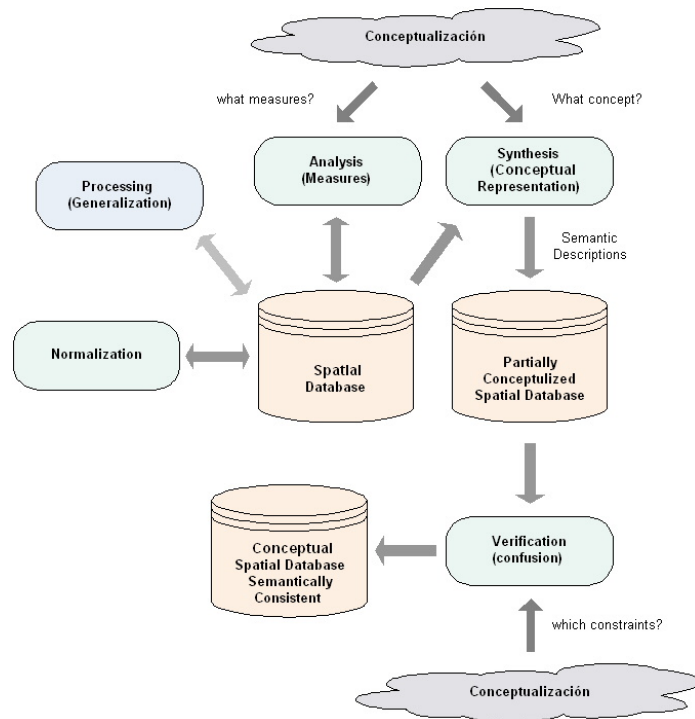 Conceptualización
what measures?
What concept?
Analysis
(Measures)
Synthesis
(Conceptual
Representation)
Processing
(Generalization)
Semantic
Descriptions
Normalization
Spatial
Database
Partially
Conceptulized
Spatial Database
Conceptual
Spatial Database
Semantically
Consistent
Verification
(confusion)
which constraints?
Conceptualización